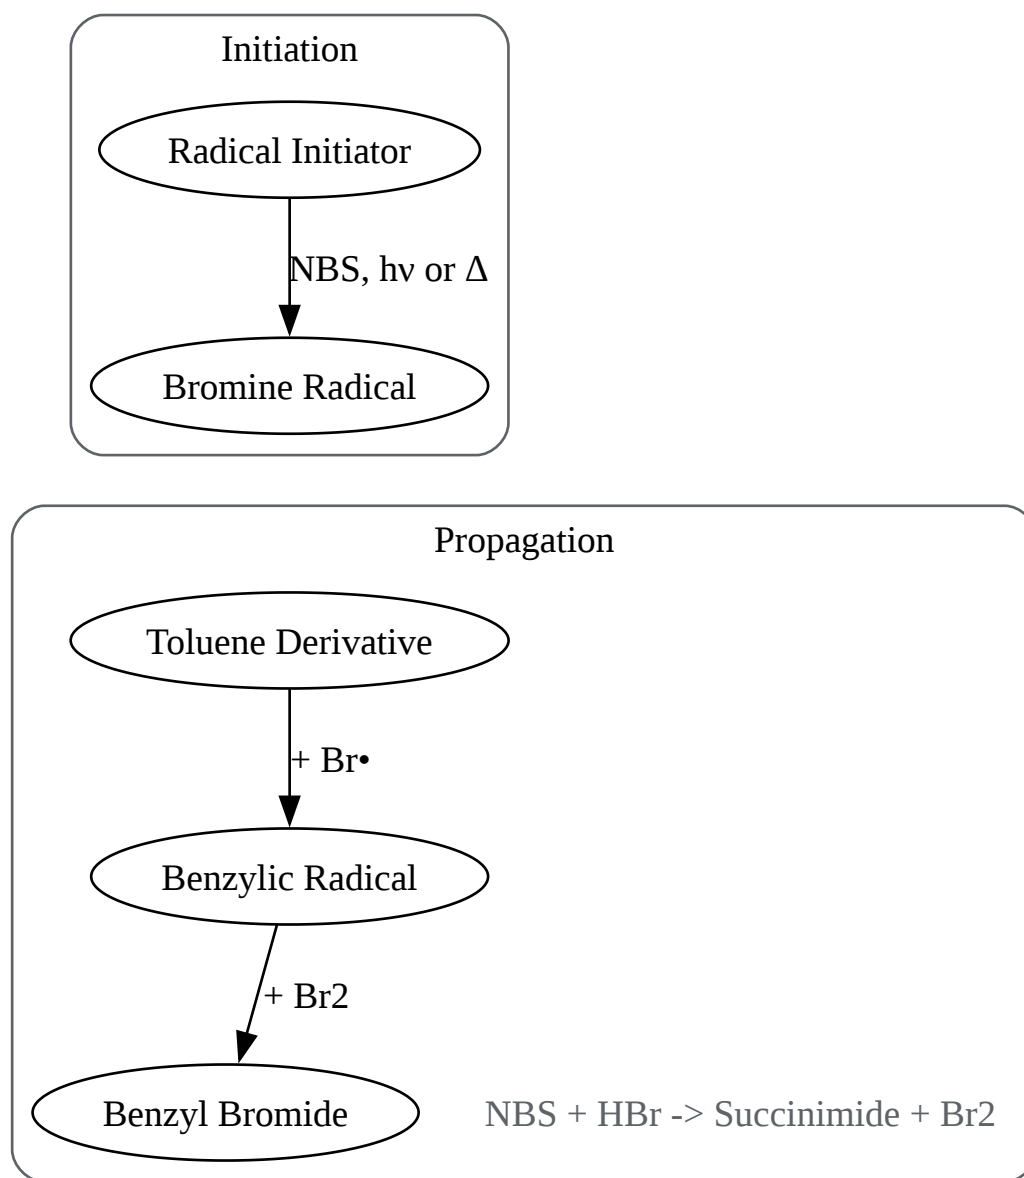 Initiation
Radical Initiator
NBS, hν or Δ
Bromine Radical
Propagation
Toluene Derivative
+ Br•
Benzylic Radical
+ Br2
Benzyl Bromide
NBS + HBr -> Succinimide + Br2